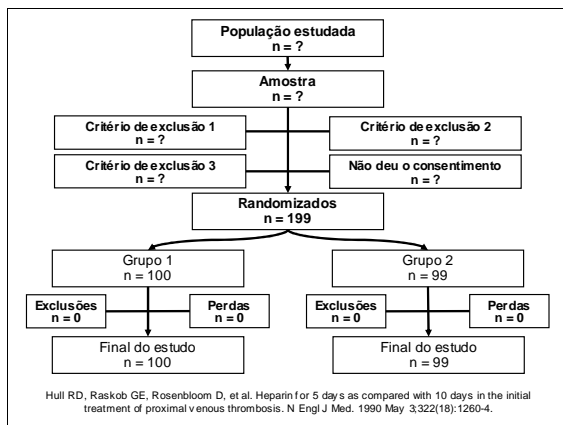 População estudada
n = ?
Amostra
n = ?
Critério de exclusão 1
n = ?
Critério de exclusão 2
n = ?
Critério de exclusão 3
n = ?
Não deu o consentimento
n = ?
Randomizados
n = 199
Grupo 1
n = 100
Grupo 2
n = 99
Exclusões
n = 0
Perdas
n = 0
Exclusões
n = 0
Perdas
n = 0
Final do estudo
n = 100
Final do estudo
n = 99
Hull RD, Raskob GE, Rosenbloom D, et al. Heparin for 5 days as compared with 10 days in the initial
treatment of proximal venous thrombosis. N Engl J Med. 1990 May 3;322(18):1260-4.